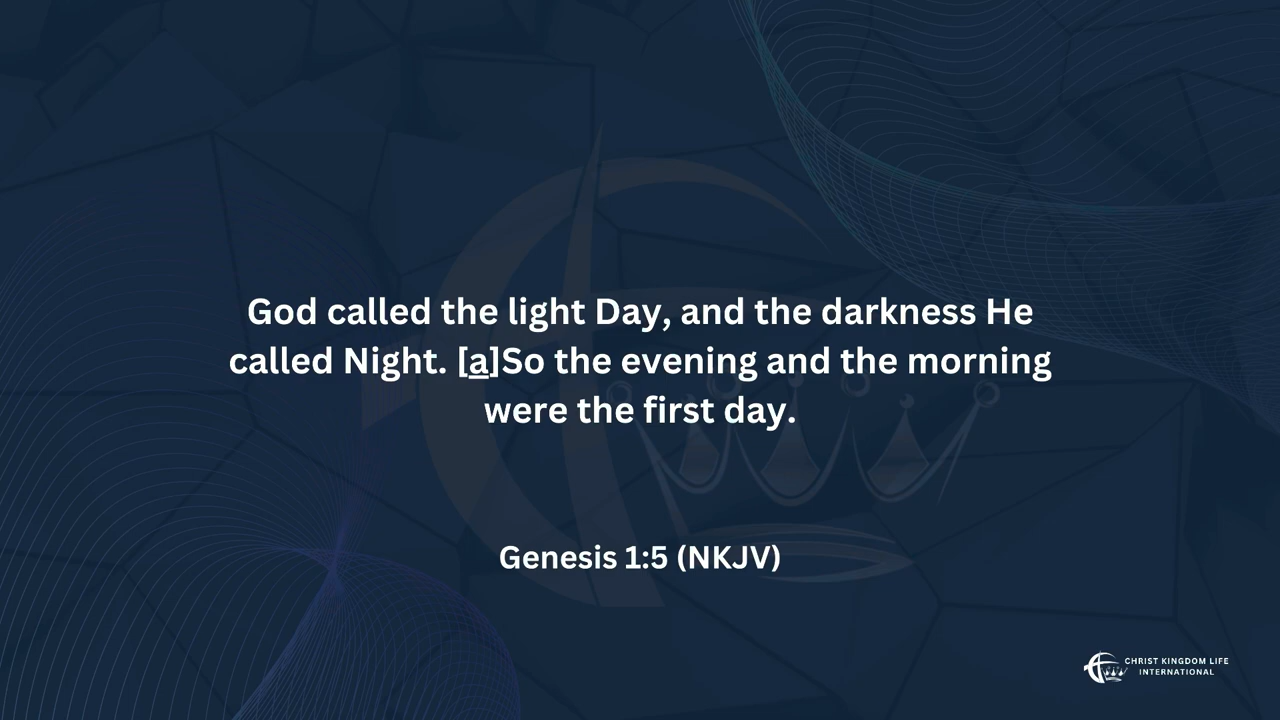 God called the light Day, and the darkness He
called Night. [a]So the evening and the morning
were the first day.
Genesis 1:5 (NKJV)
CHRIST KINGDOM LIFE
INTERNATIONAL